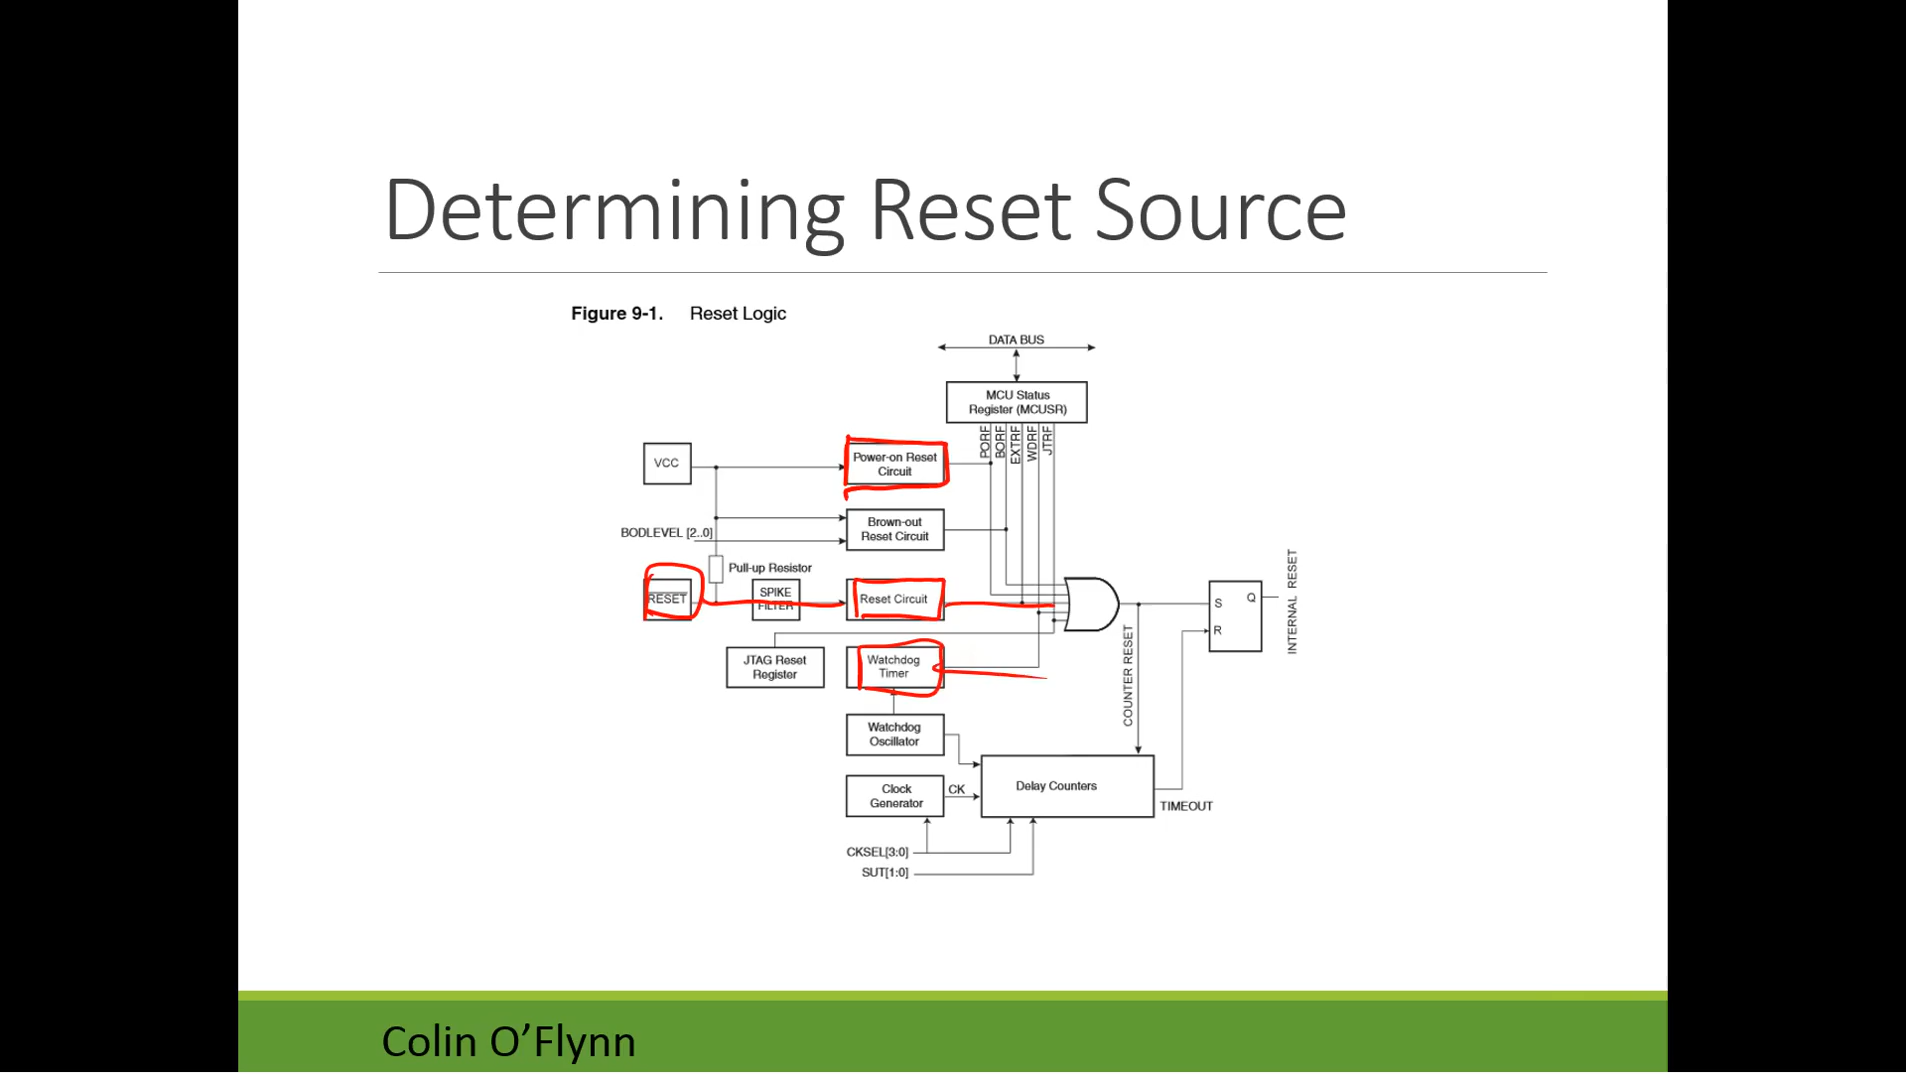 Determining Reset Source
Figure 9-1. Reset Logic
DATA BUS
MCU Status
Register (MCUSR)
PORF
BORF
EXTRF
WDRF
JTRF
VCC
Power-on Reset
Circuit
BODLEVEL [2..0]
Brown-out
Reset Circuit
Pull-up Resistor
RESET
SPIKE
FILTER
Reset Circuit
JTAG Reset
Register
Watchdog
Timer
Watchdog
Oscillator
Clock
Generator
CK
Delay Counters
COUNTER RESET
S
Q
R
INTERNAL RESET
TIMEOUT
CKSEL[3:0]
SUT[1:0]
Colin O’Flynn